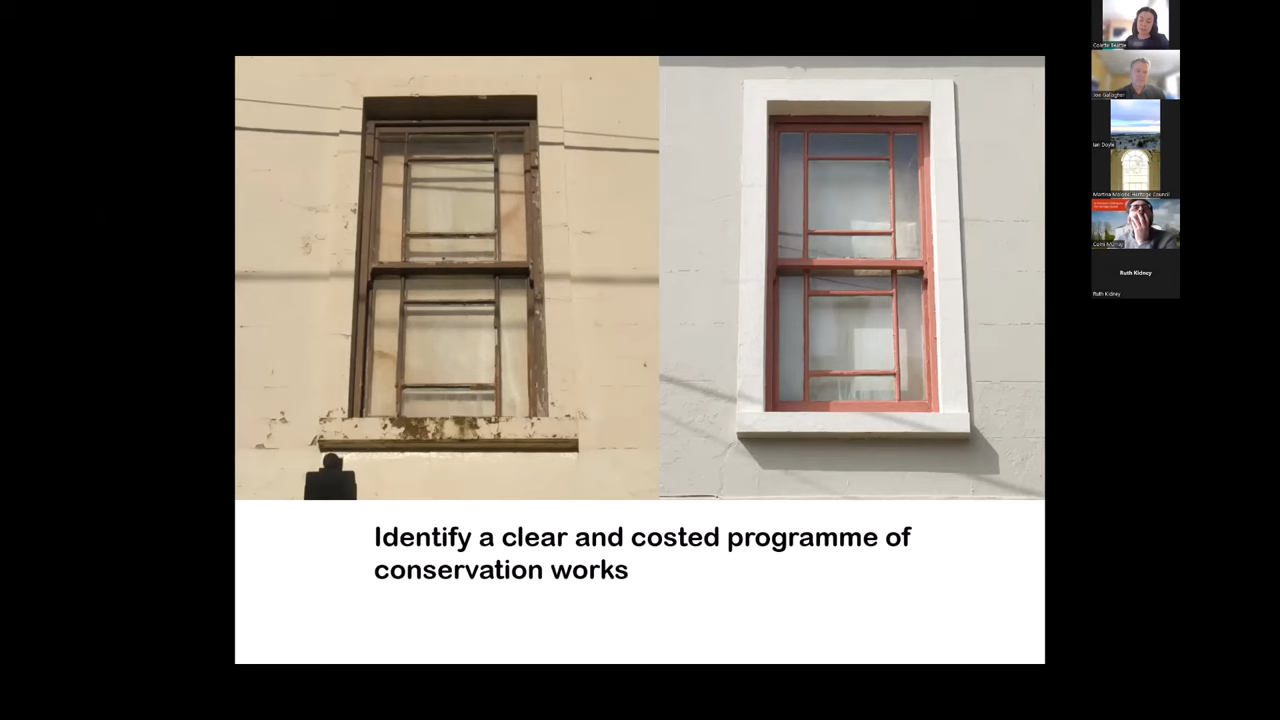 Identify a clear and costed programme of
conservation works
Colette Beattie
Joe Gallagher
Ian Doyle
Martina Malone Heritage Council
Colm Murray
Ruth Kidney
Ruth Kidney